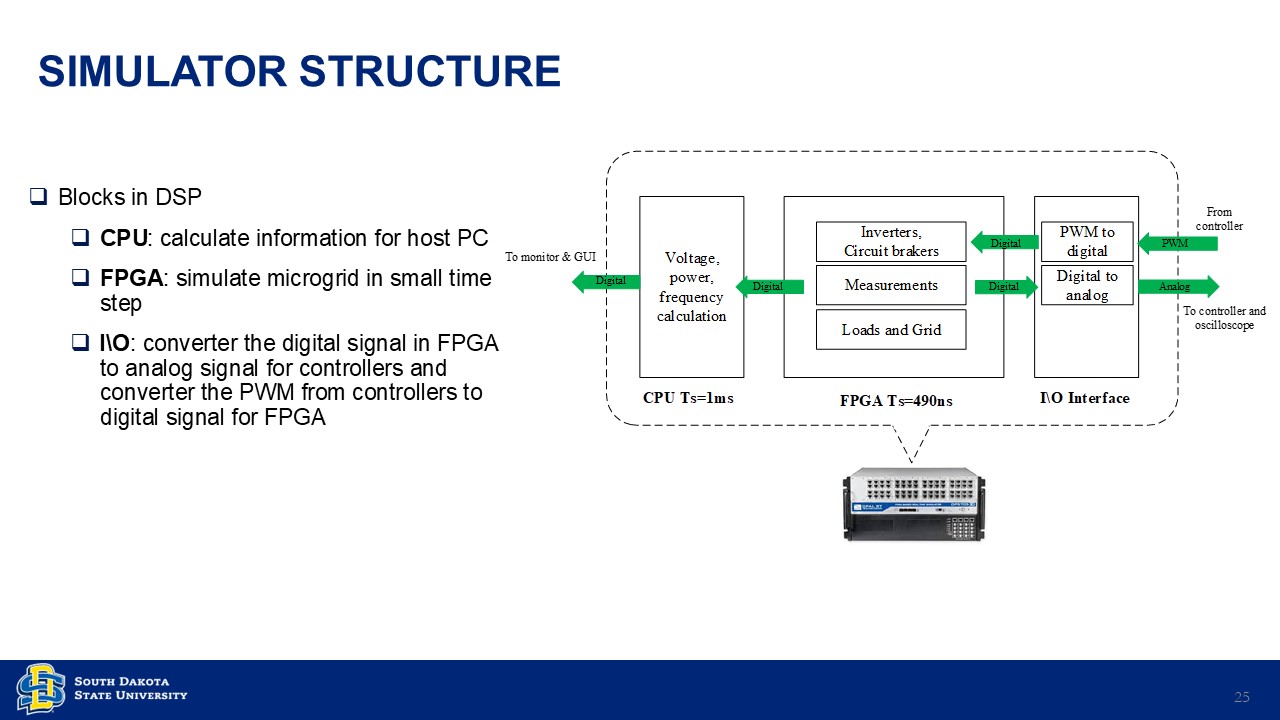 SIMULATOR STRUCTURE
❑ Blocks in DSP
❑ CPU: calculate information for host PC
❑ FPGA: simulate microgrid in small time
step
❑ I\O: converter the digital signal in FPGA
to analog signal for controllers and
converter the PWM from controllers to
digital signal for FPGA
To monitor & GUI
Digital
Voltage,
power,
frequency
calculation
CPU Ts=1ms
Digital
Inverters,
Circuit brakers
Measurements
Loads and Grid
FPGA Ts=490ns
Digital
Digital
PWM to
digital
Digital to
analog
I\O Interface
From
controller
PWM
Analog
To controller and
oscilloscope
OPAL-RT
SOUTH DAKOTA
STATE UNIVERSITY
25